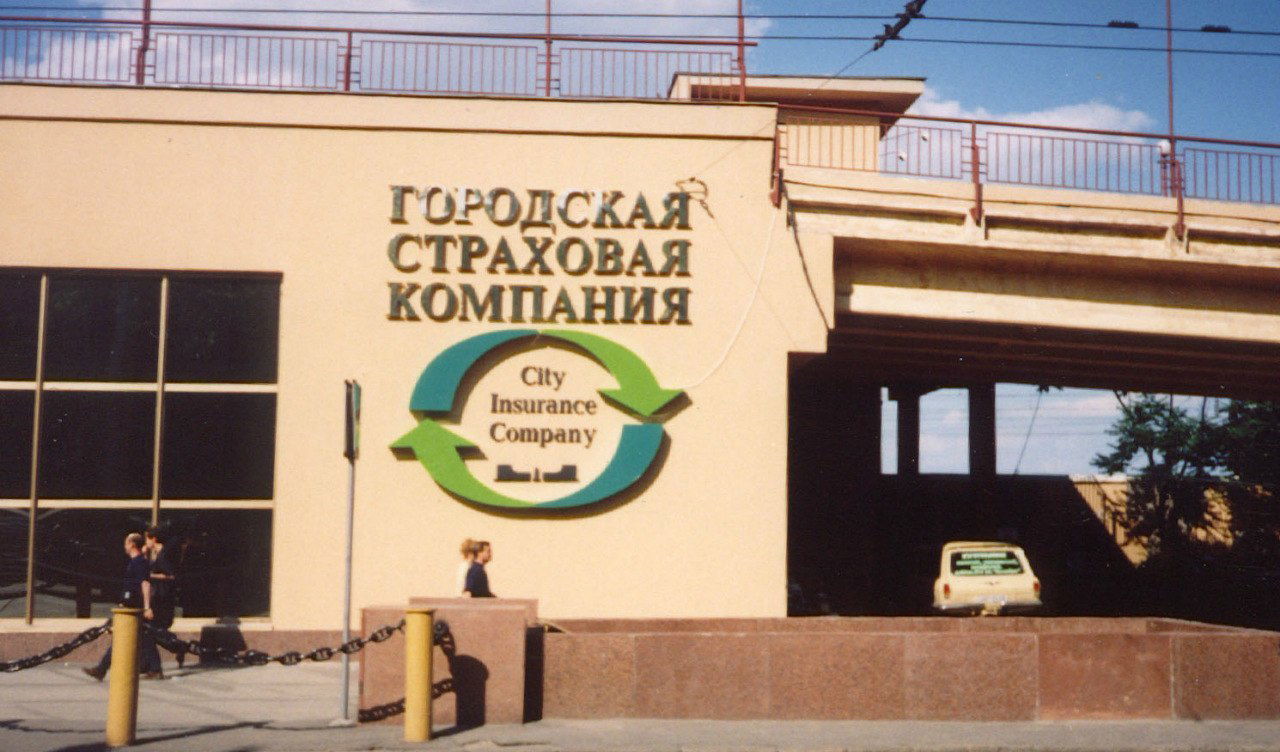 ГОРОДСКАЯ
СТРАХОВАЯ
КОМПАНИЯ
City
Insurance
Company